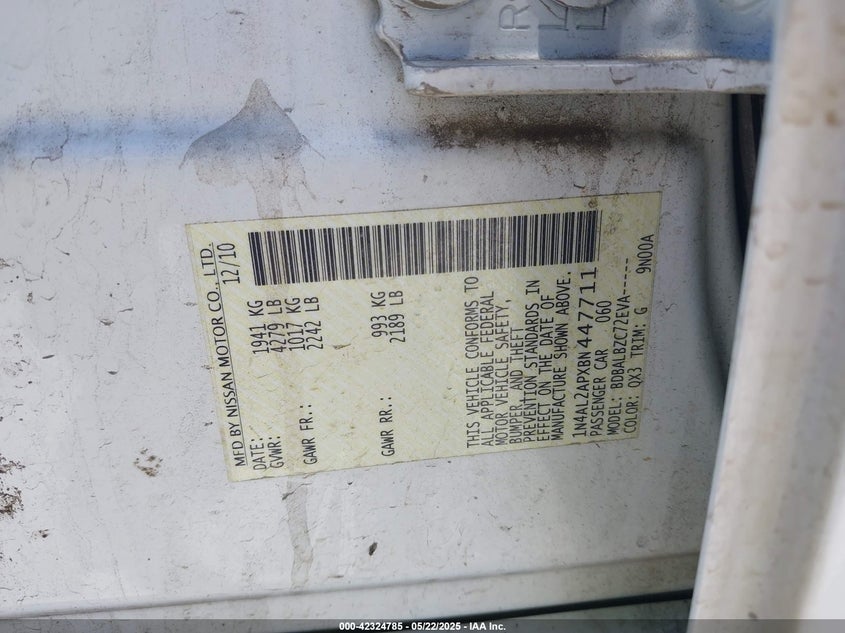 MFD BY NISSAN MOTOR CO., LTD.
DATE: 12/10
GVWR: 1941 KG
4279 LB
GAWR FR.: 1017 KG
2242 LB
GAWR RR.: 993 KG
2189 LB
THIS VEHICLE CONFORMS TO
ALL APPLICABLE FEDERAL
MOTOR VEHICLE SAFETY,
BUMPER, AND THEFT
PREVENTION STANDARDS IN
EFFECT ON THE DATE OF
MANUFACTURE SHOWN ABOVE.
1N4AL2APXBN447711
PASSENGER CAR 060
MODEL: BDBALBZC72EVA------
COLOR: QX3 TRIM: G 9N00A
000-42324785 - 05/22/2025 - IAA Inc.